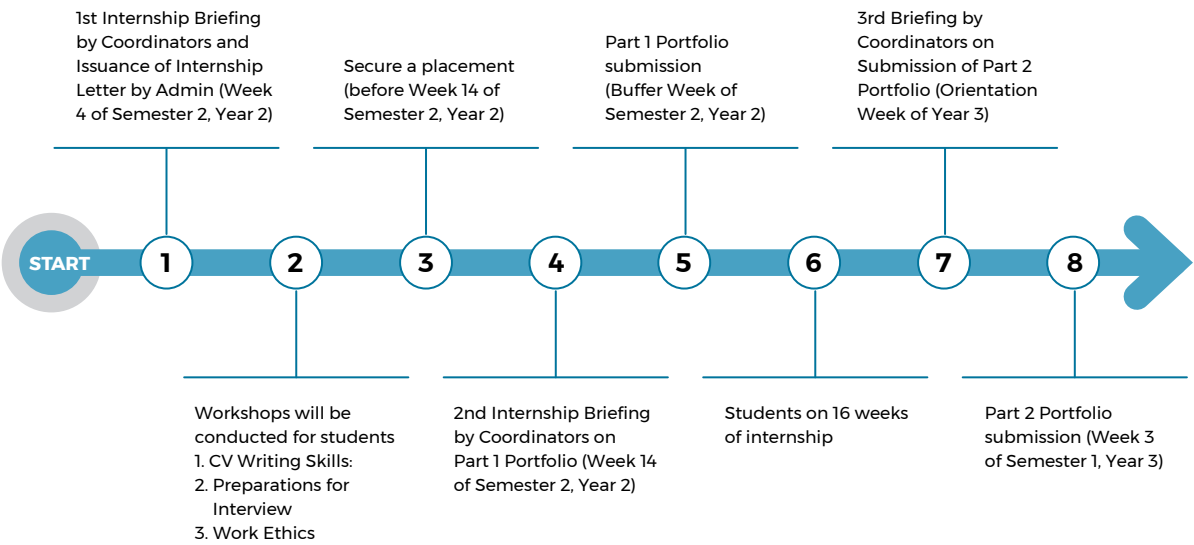 1st Internship Briefing
by Coordinators and
Issuance of Internship
Letter by Admin (Week
4 of Semester 2, Year 2)
Secure a placement
(before Week 14 of
Semester 2, Year 2)
Part 1 Portfolio
submission
(Buffer Week of
Semester 2, Year 2)
3rd Briefing by
Coordinators on
Submission of Part 2
Portfolio (Orientation
Week of Year 3)
START
1
2
3
4
5
6
7
8
Workshops will be
conducted for students
1. CV Writing Skills:
2. Preparations for
Interview
3. Work Ethics
2nd Internship Briefing
by Coordinators on
Part 1 Portfolio (Week 14
of Semester 2, Year 2)
Students on 16 weeks
of internship
Part 2 Portfolio
submission (Week 3
of Semester 1, Year 3)